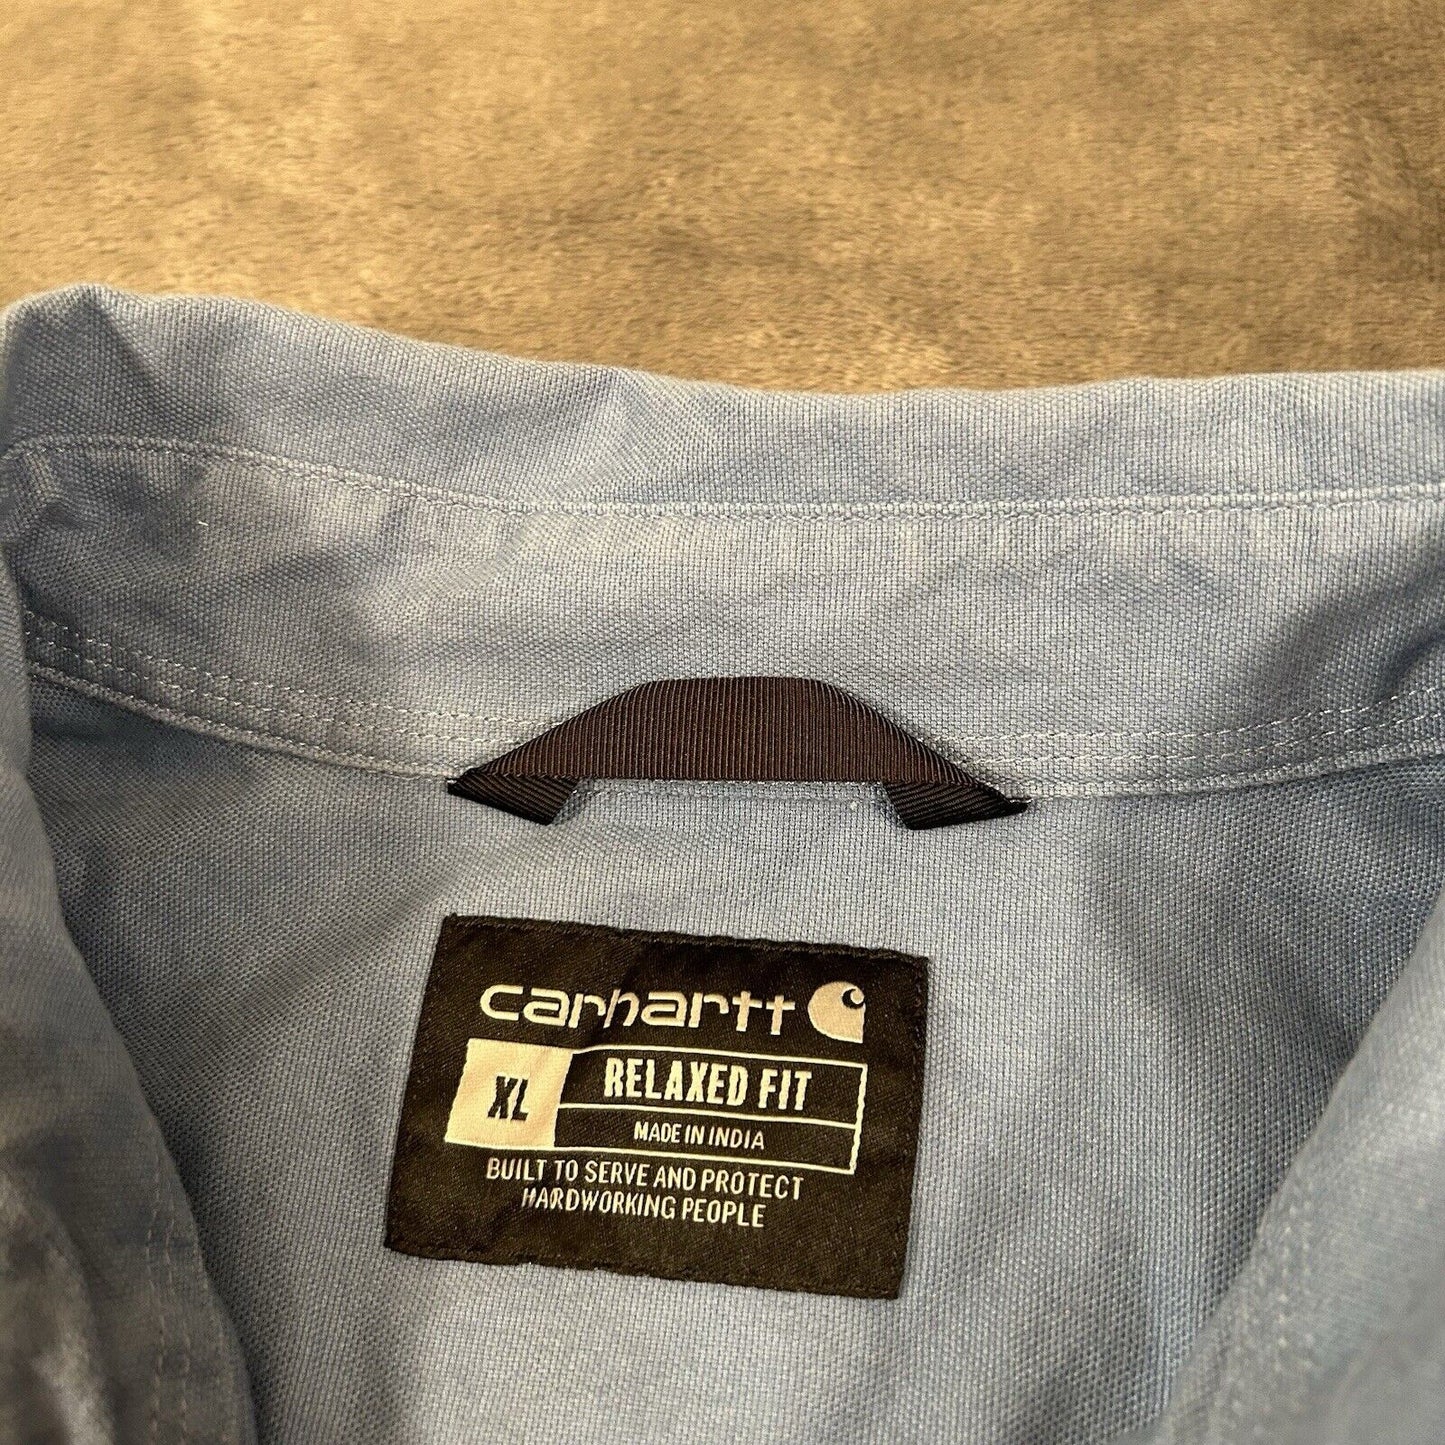 carhartt
XL
RELAXED FIT
MADE IN INDIA
BUILT TO SERVE AND PROTECT
HARDWORKING PEOPLE